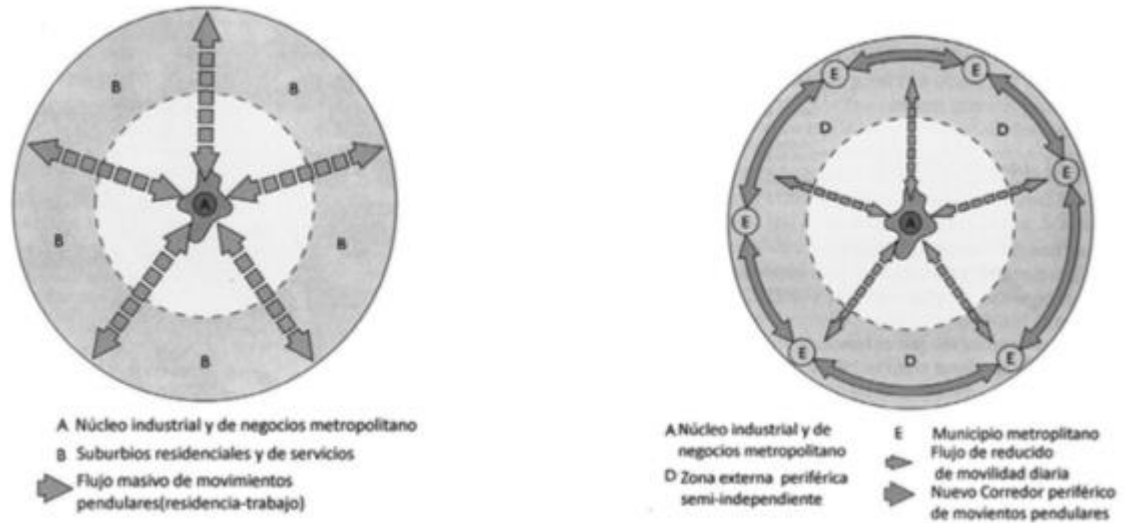 B
B
B
B
A
B
A Núcleo industrial y de negocios metropolitano
B Suburbios residenciales y de servicios
Flujo masivo de movimientos
pendulares(residencia-trabajo)
E
E
D
D
E
E
A
E
E
D
A Núcleo industrial y de
negocios metropolitano
D Zona externa periférica
semi-independiente
E Municipio metroplitano
Flujo de reducido
de movilidad diaria
Nuevo Corredor periférico
de movientos pendulares